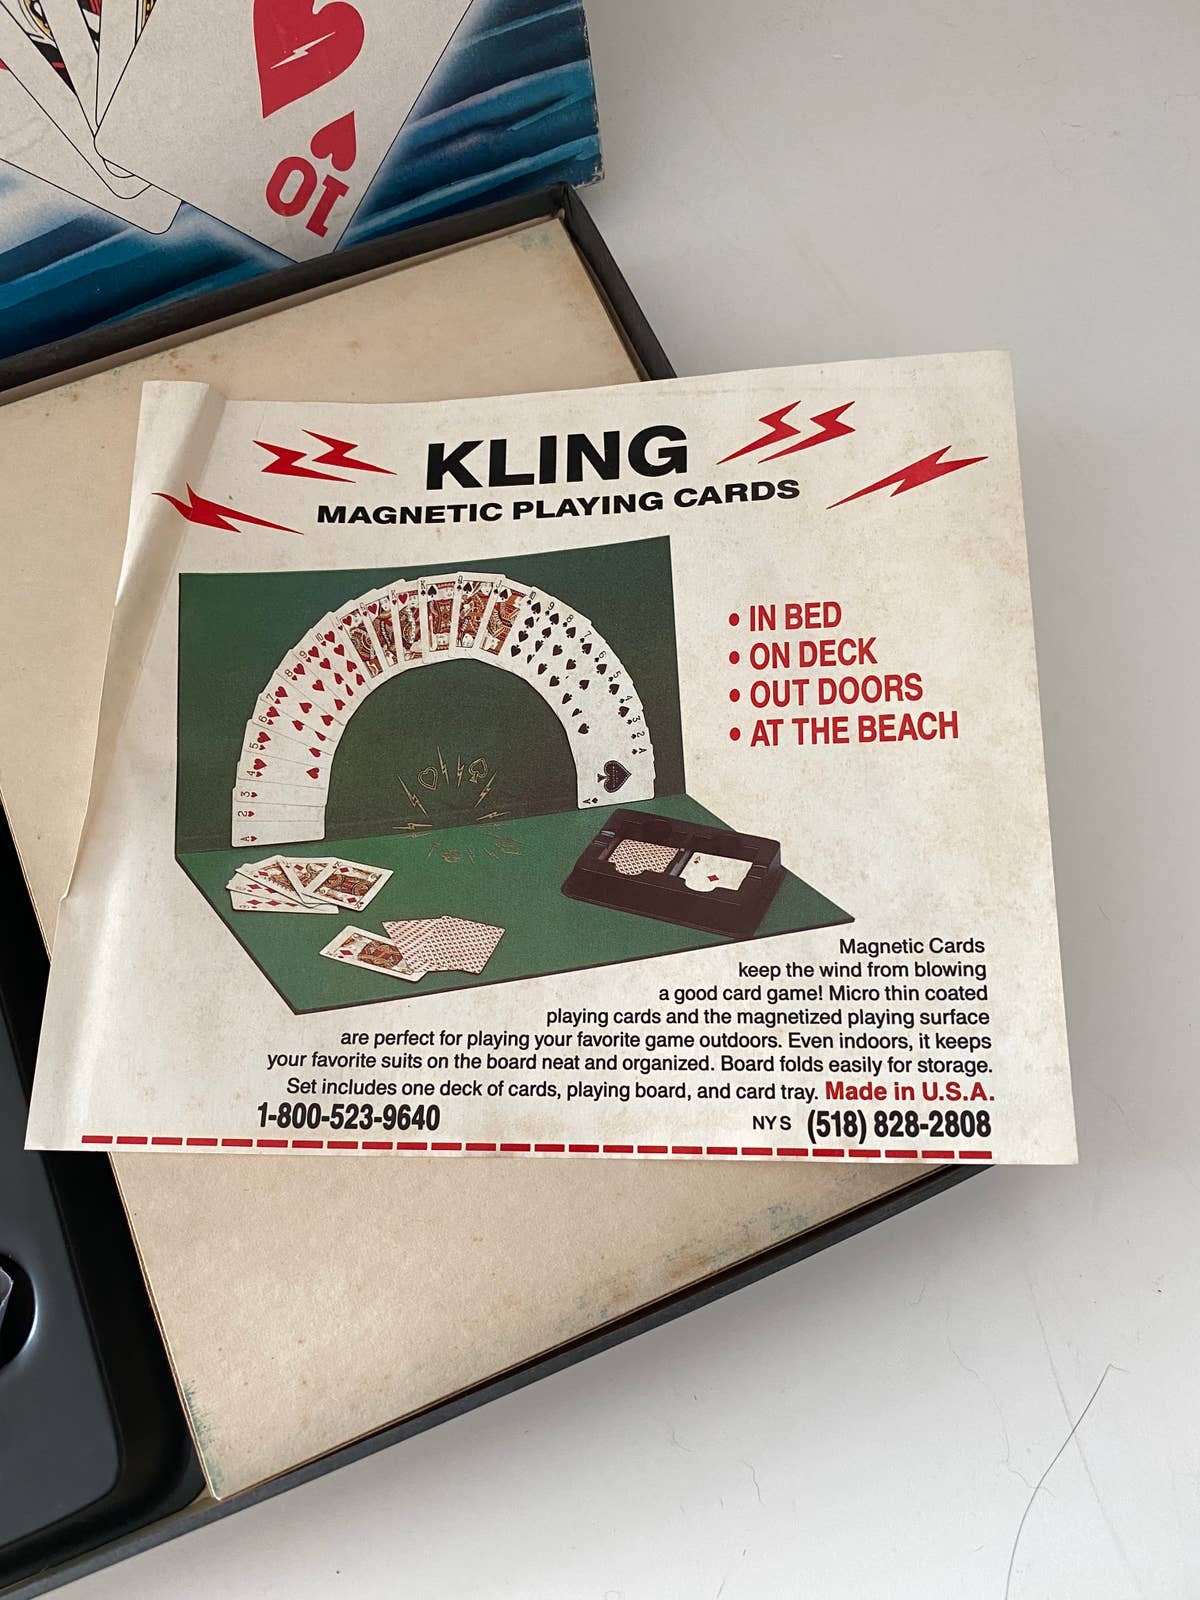 10
KLING
MAGNETIC PLAYING CARDS
• IN BED
• ON DECK
• OUT DOORS
• AT THE BEACH
Magnetic Cards
keep the wind from blowing
a good card game! Micro thin coated
playing cards and the magnetized playing surface
are perfect for playing your favorite game outdoors. Even indoors, it keeps
your favorite suits on the board neat and organized. Board folds easily for storage.
Set includes one deck of cards, playing board, and card tray. Made in U.S.A.
1-800-523-9640 NYS (518) 828-2808